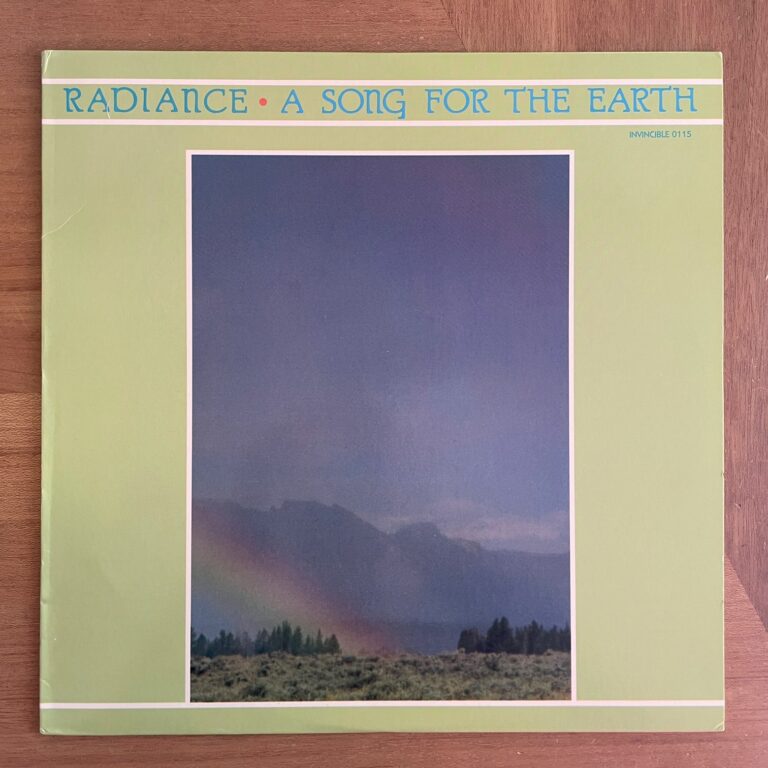 RADIANCE • A SONG FOR THE EARTH
INVINCIBLE 0115